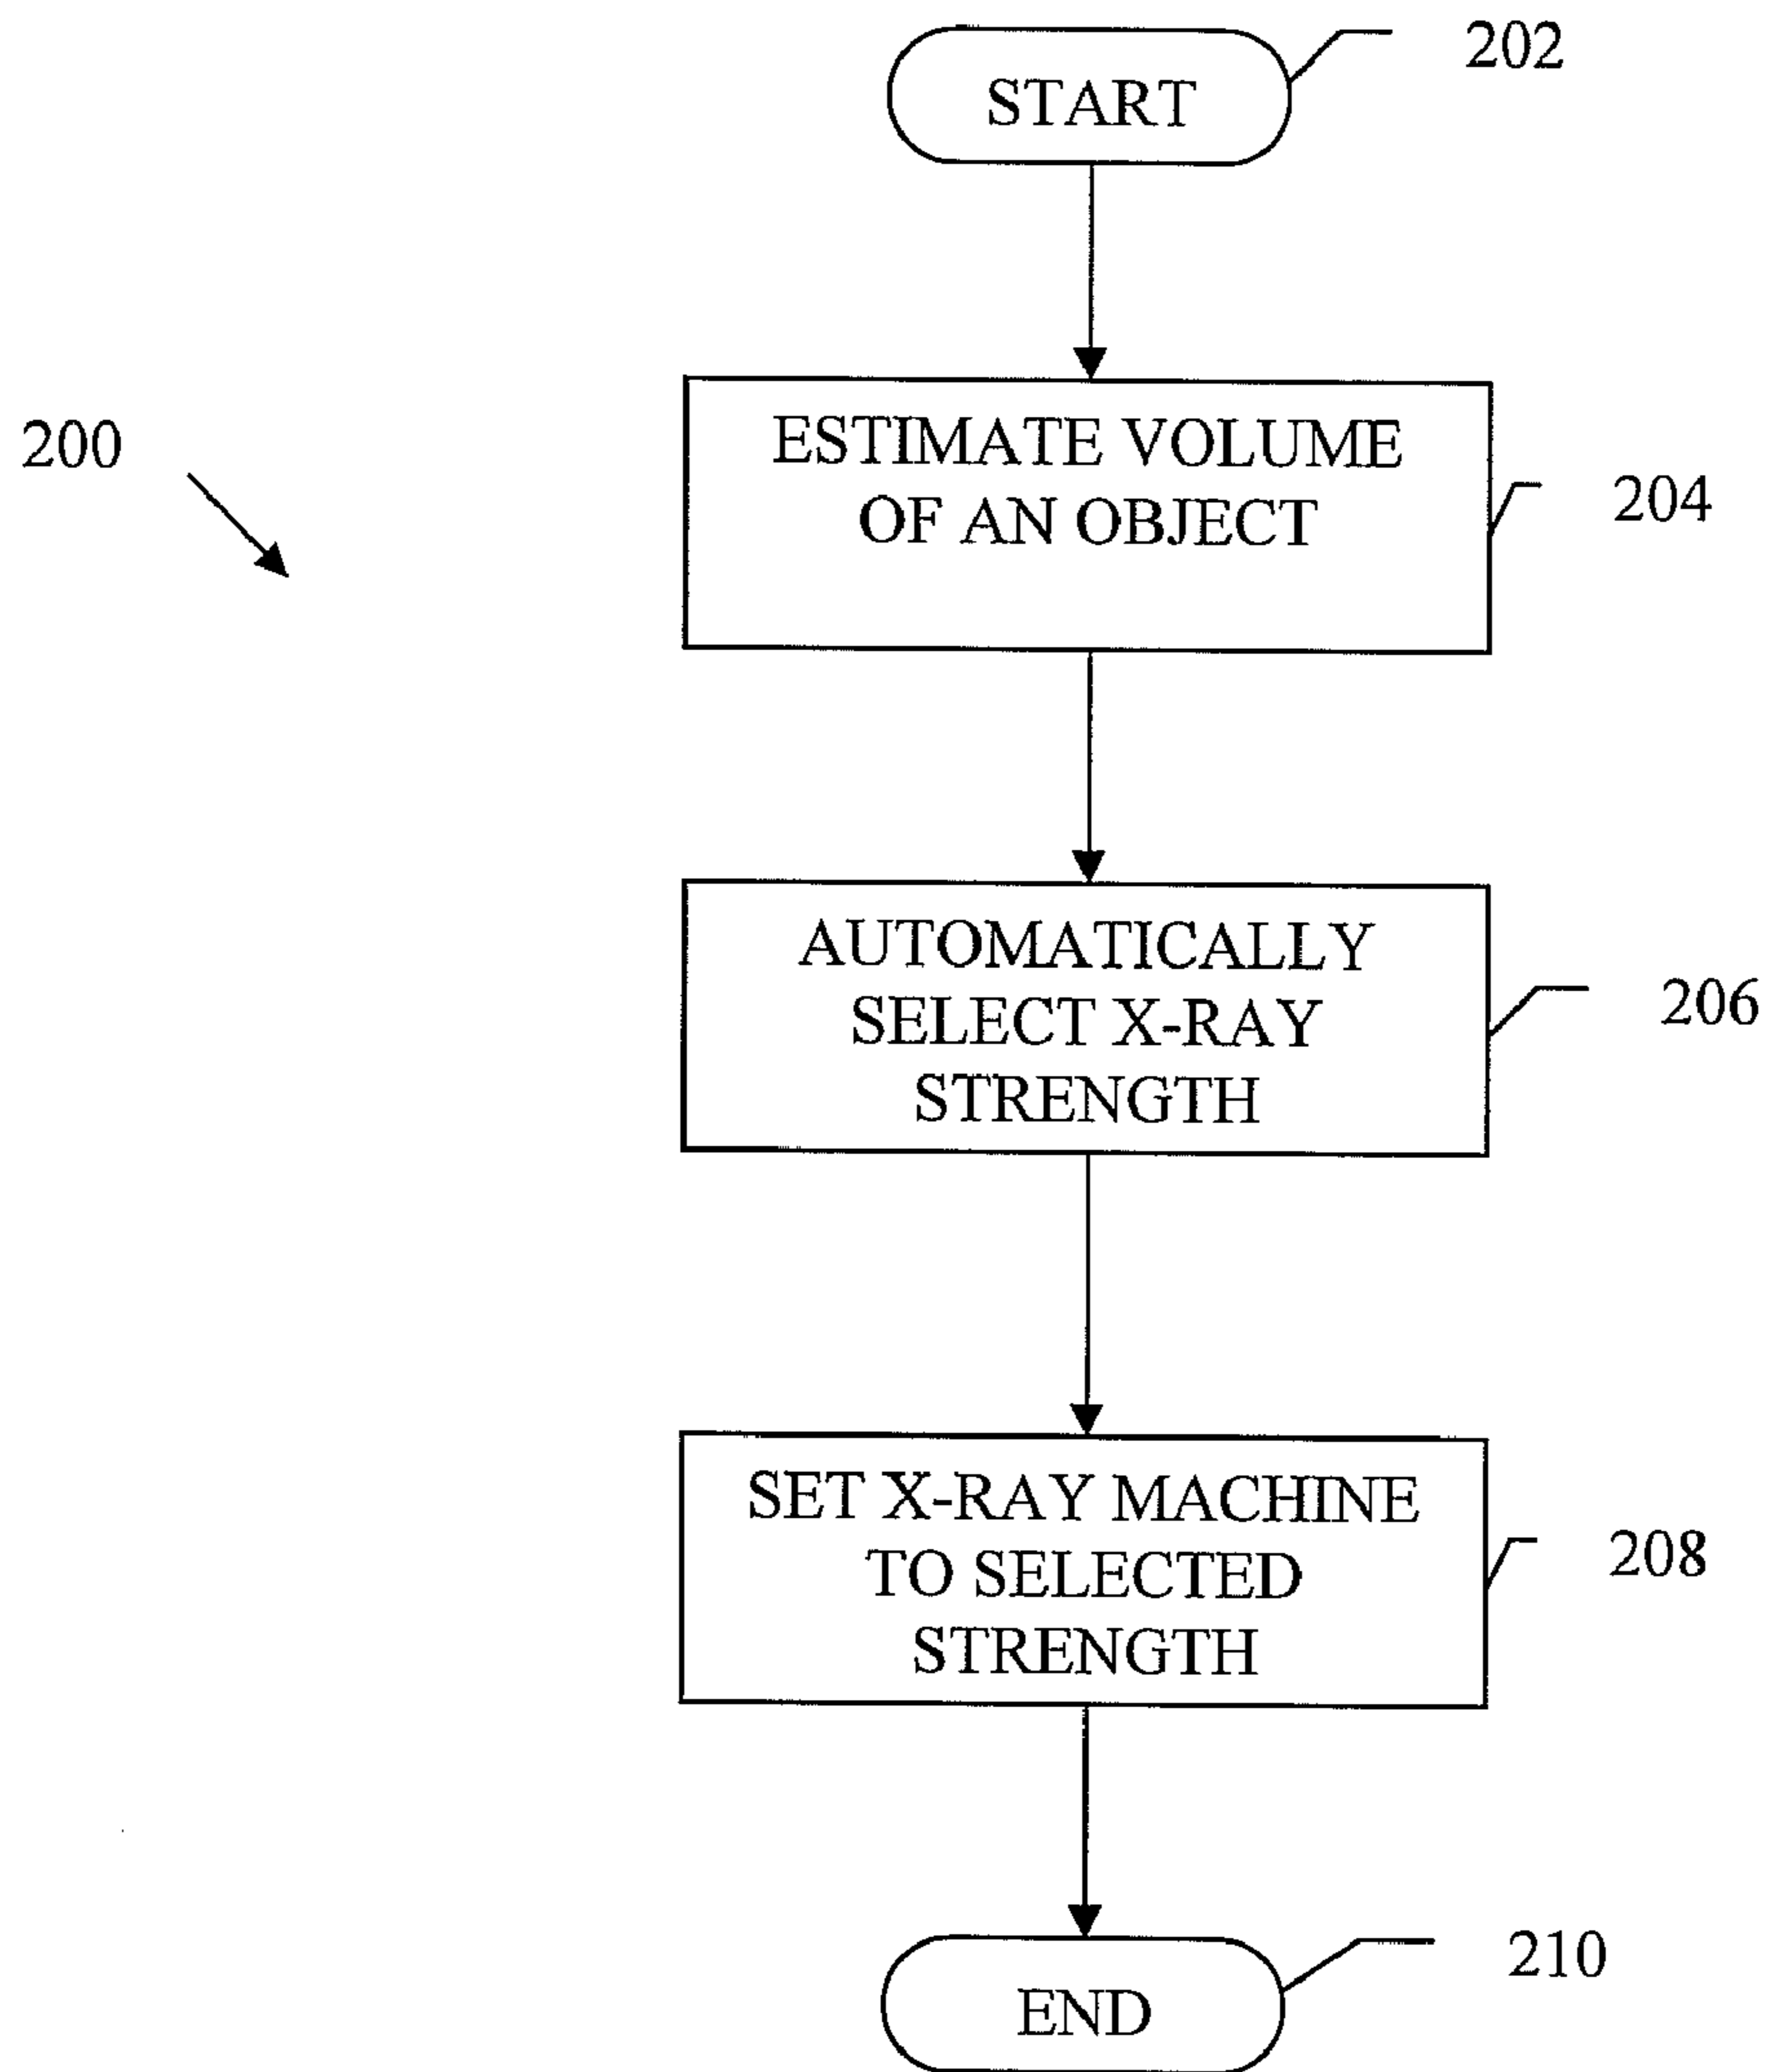 202
START
200
ESTIMATE VOLUME
OF AN OBJECT
204
AUTOMATICALLY
SELECT X-RAY
STRENGTH
206
SET X-RAY MACHINE
TO SELECTED
STRENGTH
208
210
END